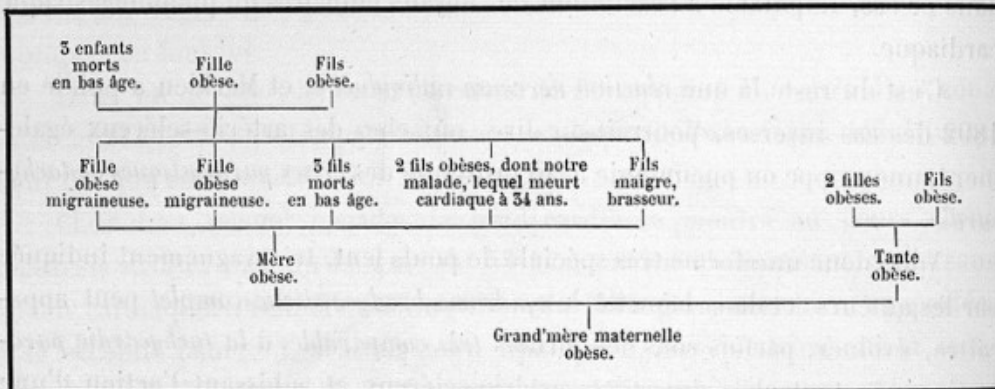 cardiaque.
3 enfants
morts
en bas âge.
Fille
obèse.
Fils
obèse.
Fille
obèse
migraineuse.
Fille
obèse
migraineuse.
3 fils
morts
en bas âge.
2 fils obèses, dont notre
malade, lequel meurt
cardiaque à 34 ans.
Fils
maigre,
brasseur.
2 filles
obèses.
Fils
obèse.
Mère
obèse.
Tante
obèse.
Grand'mère maternelle
obèse.